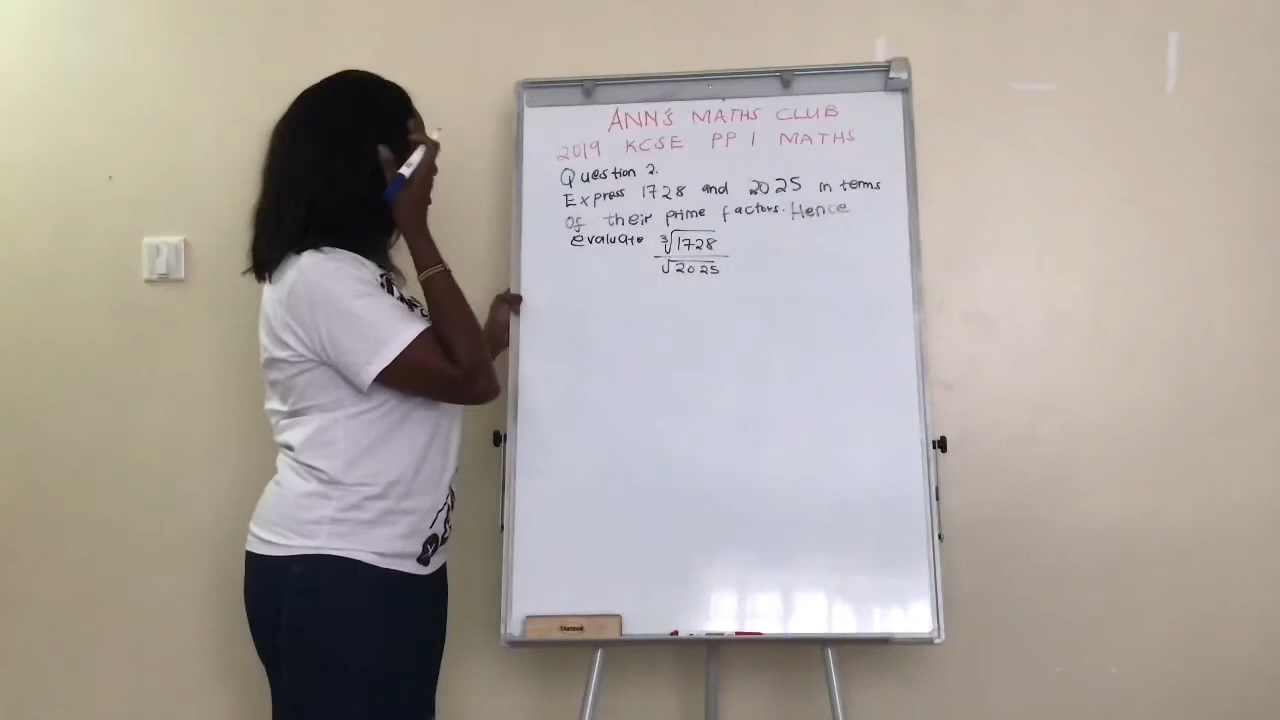 ANN'S MATHS CLUB
2019 KCSE PP 1 MATHS
Question 2.
Express 1728 and 2025 in terms
of their prime factors. Hence
evaluate ∛1728
√2025